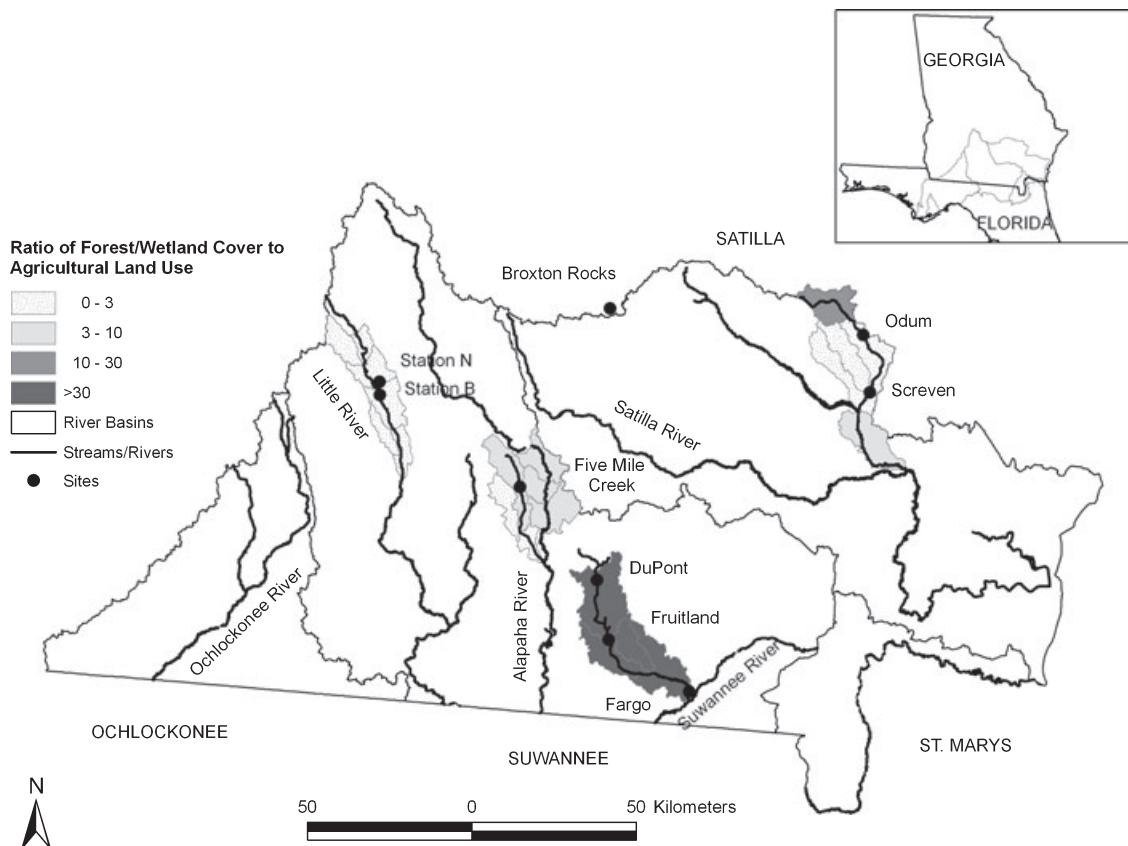 GEORGIA
FLORIDA
SATILLA
Ratio of Forest/Wetland Cover to
Agricultural Land Use
0 - 3
3 - 10
10 - 30
>30
River Basins
Streams/Rivers
Sites
Broxton Rocks
Odum
Station N
Station B
Little River
Screven
Satilla River
Five Mile
Creek
DuPont
Fruitland
Ochlockonee River
Alapaha River
Fargo
Suwannee River
OCHLOCKONEE
SUWANNEE
ST. MARYS
N
50 0 50 Kilometers